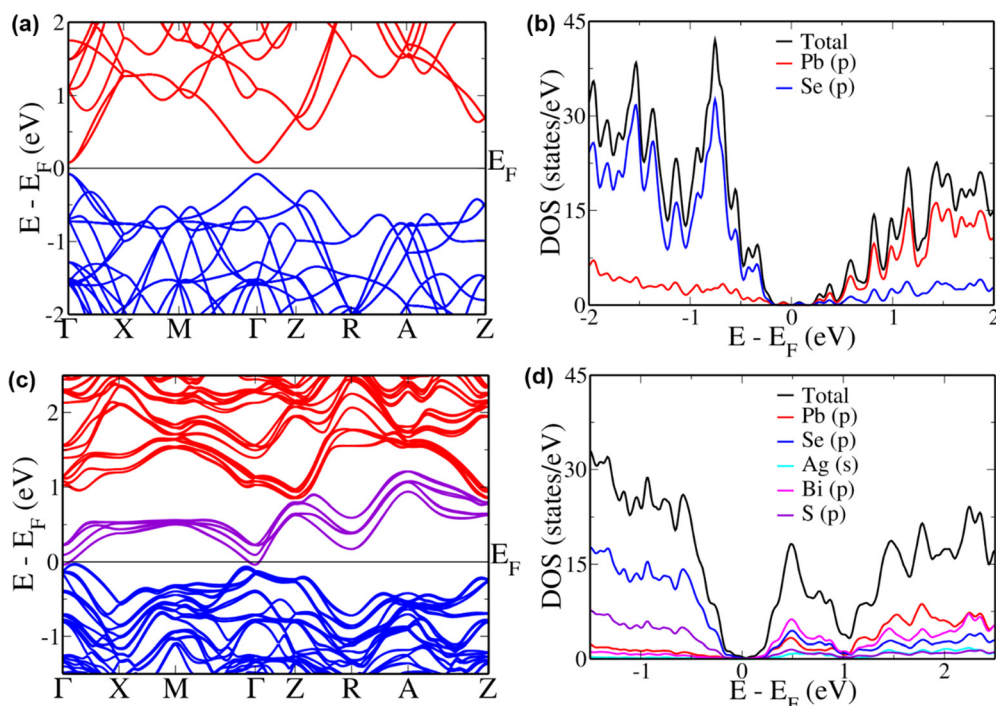 (a)
2
1
0
-1
-2
E - E_F (eV)
Γ X M Γ Z R A Z
E_F
(b)
45
30
15
0
DOS (states/eV)
Total
Pb (p)
Se (p)
-2 -1 0 1 2
E - E_F (eV)
(c)
2
1
0
-1
E - E_F (eV)
Γ X M Γ Z R A Z
E_F
(d)
45
30
15
0
DOS (states/eV)
Total
Pb (p)
Se (p)
Ag (s)
Bi (p)
S (p)
-1 0 1 2
E - E_F (eV)